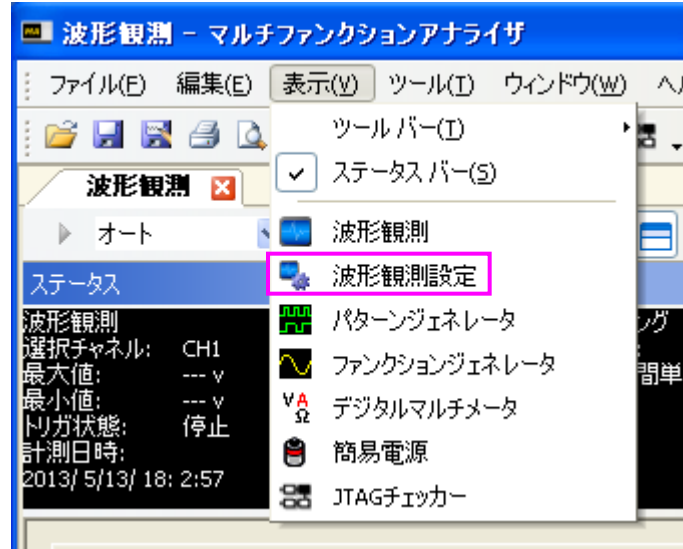 波形観測 - マルチファンクションアナライザ
ファイル(F) 編集(E) 表示(V) ツール(T) ウィンドウ(W)
ツール バー(T)
ステータス バー(S)
波形観測
オート
波形観測
波形観測設定
パターンジェネレータ
ファンクションジェネレータ
デジタルマルチメータ
簡易電源
JTAGチェッカー
ステータス
波形観測
選択チャネル: CH1
最大値: --- v
最小値: --- v
トリガ状態: 停止
計測日時:
2013/ 5/13/ 18: 2:57